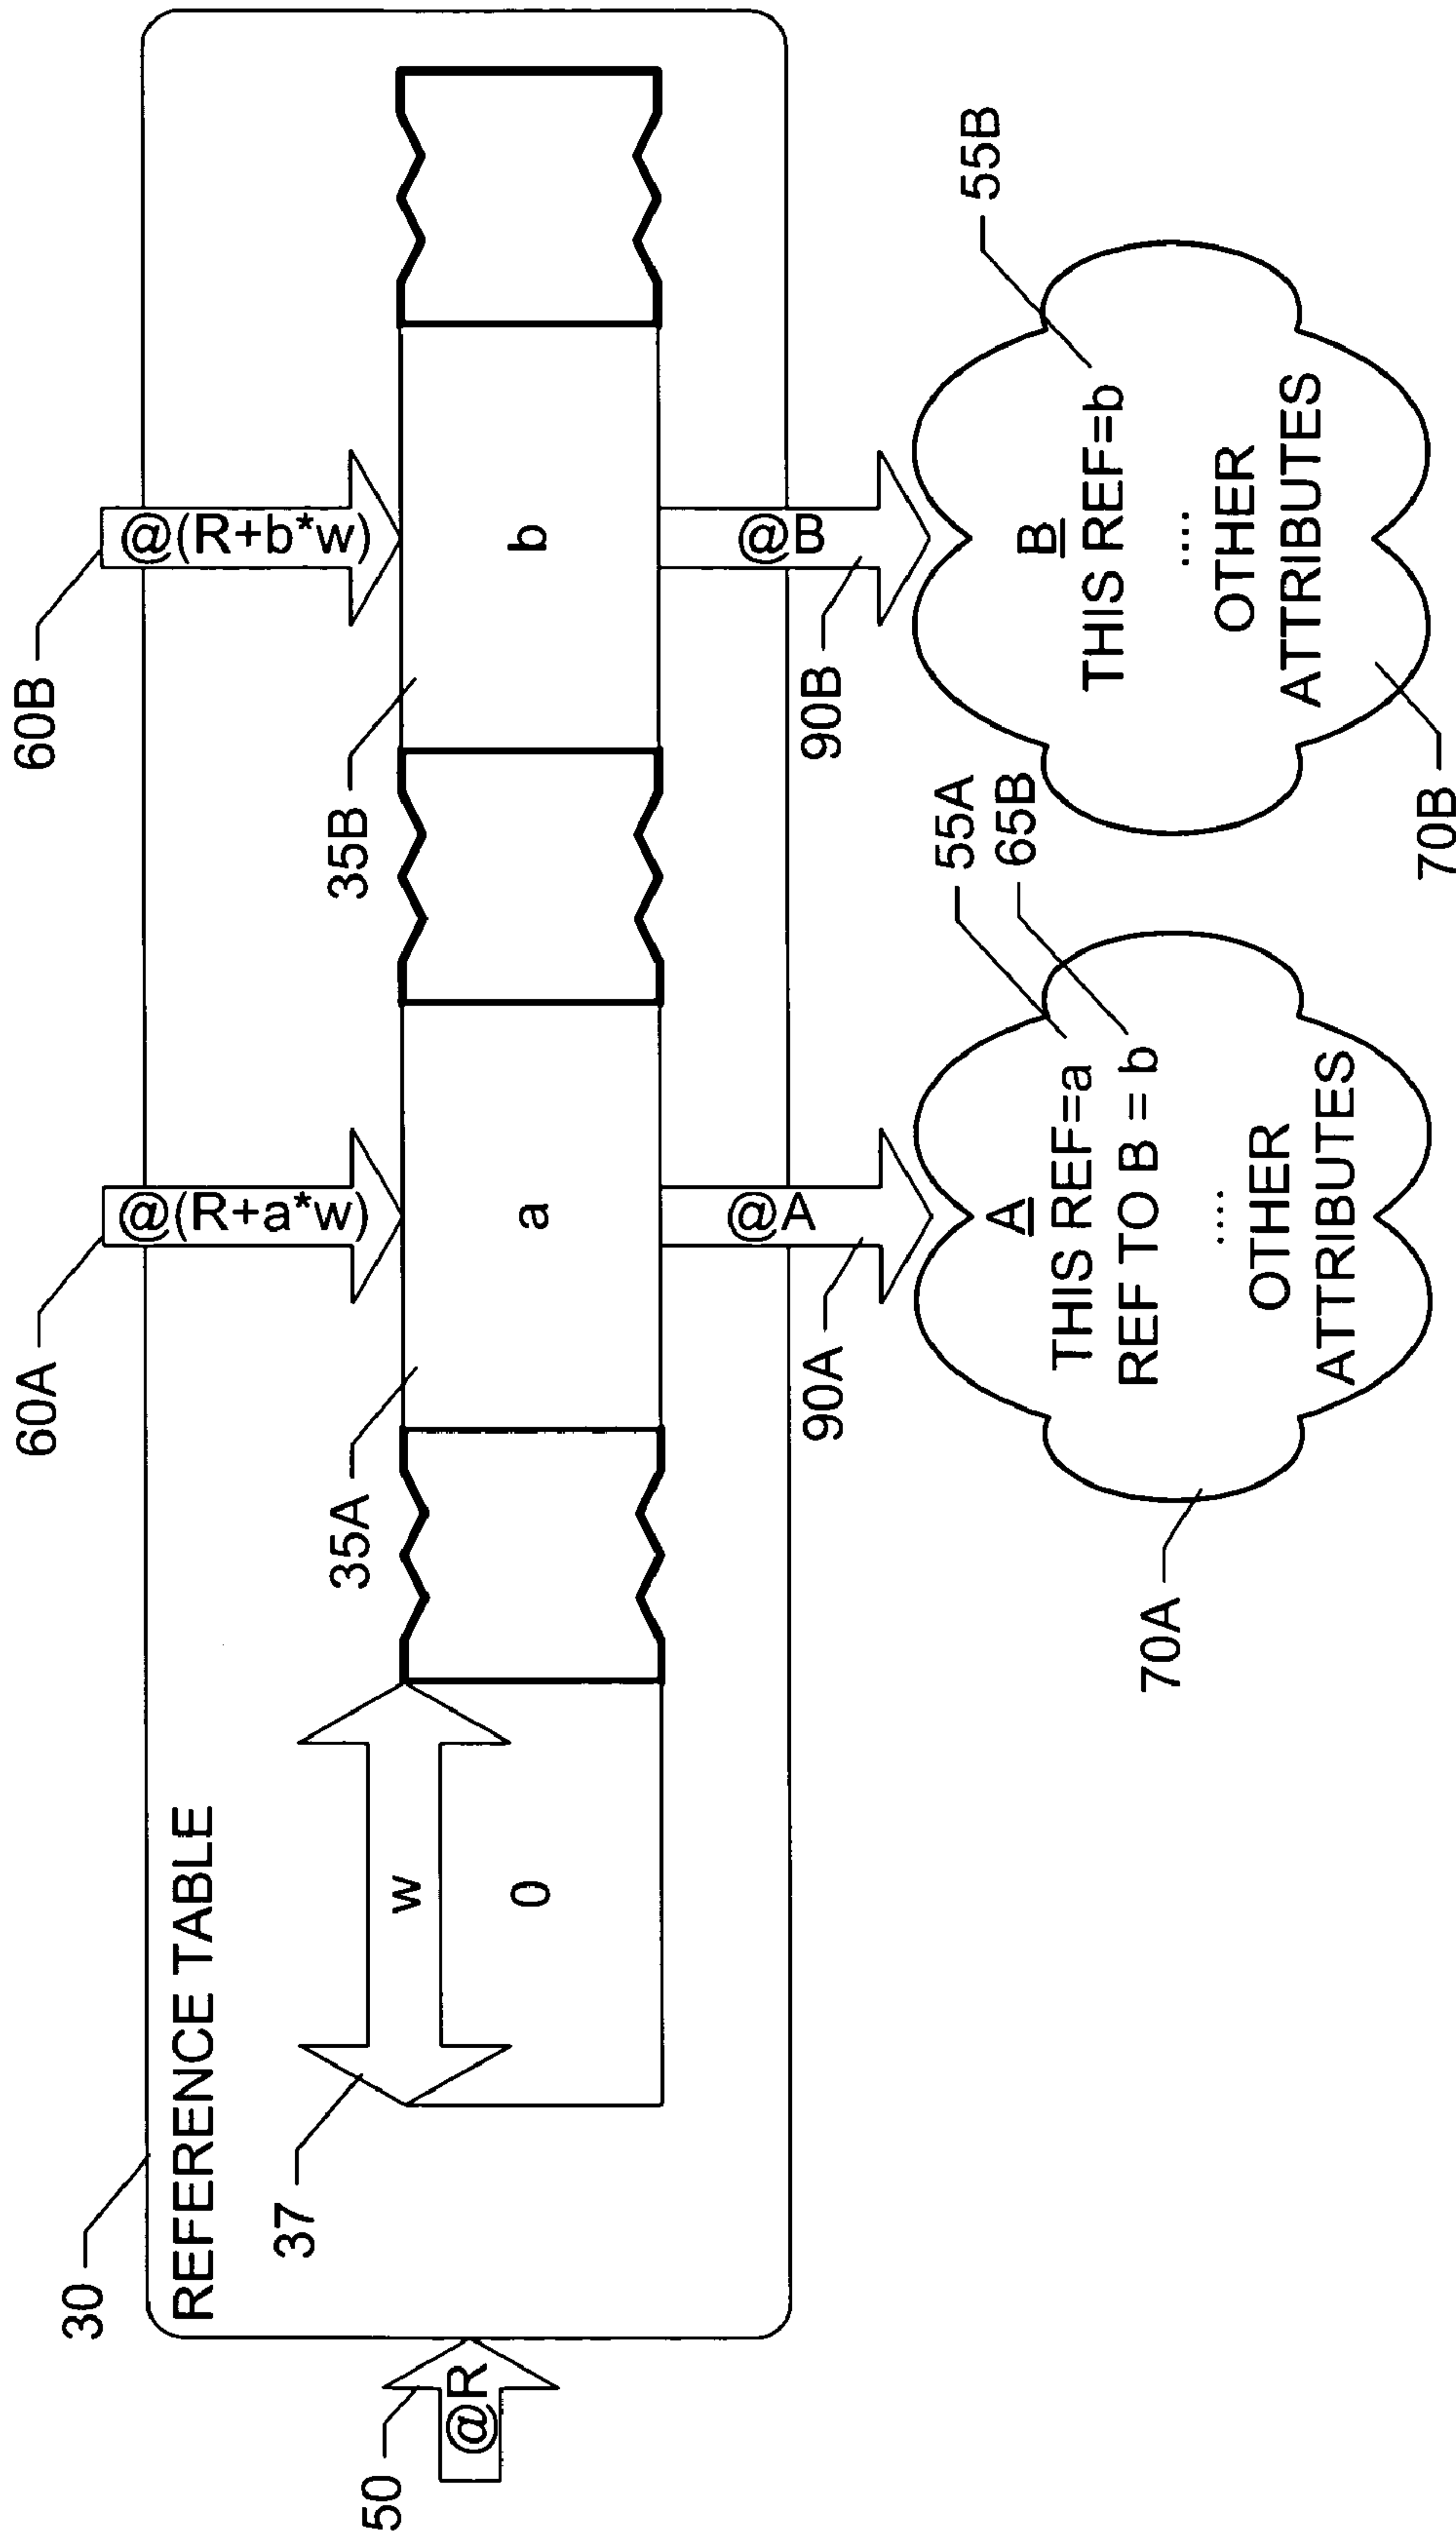 30
REFERENCE TABLE
50
@R
37
w
0
60A
@(R+a*w)
35A
a
90A
@A
60B
@(R+b*w)
35B
b
90B
@B
70A
A
THIS REF=a
REF TO B = b
....
OTHER
ATTRIBUTES
55A
65B
B
THIS REF=b
....
OTHER
ATTRIBUTES
55B
70B